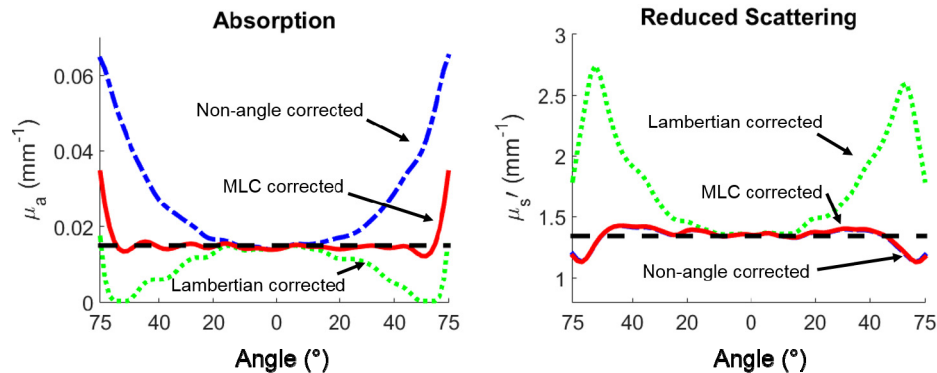 Absorption
0.06
0.04
0.02
0
μa (mm-1)
Non-angle corrected
MLC corrected
Lambertian corrected
75 40 20 0 20 40 75
Angle (°)
Reduced Scattering
3
2.5
2
1.5
1
μs′ (mm-1)
Lambertian corrected
MLC corrected
Non-angle corrected
75 40 20 0 20 40 75
Angle (°)